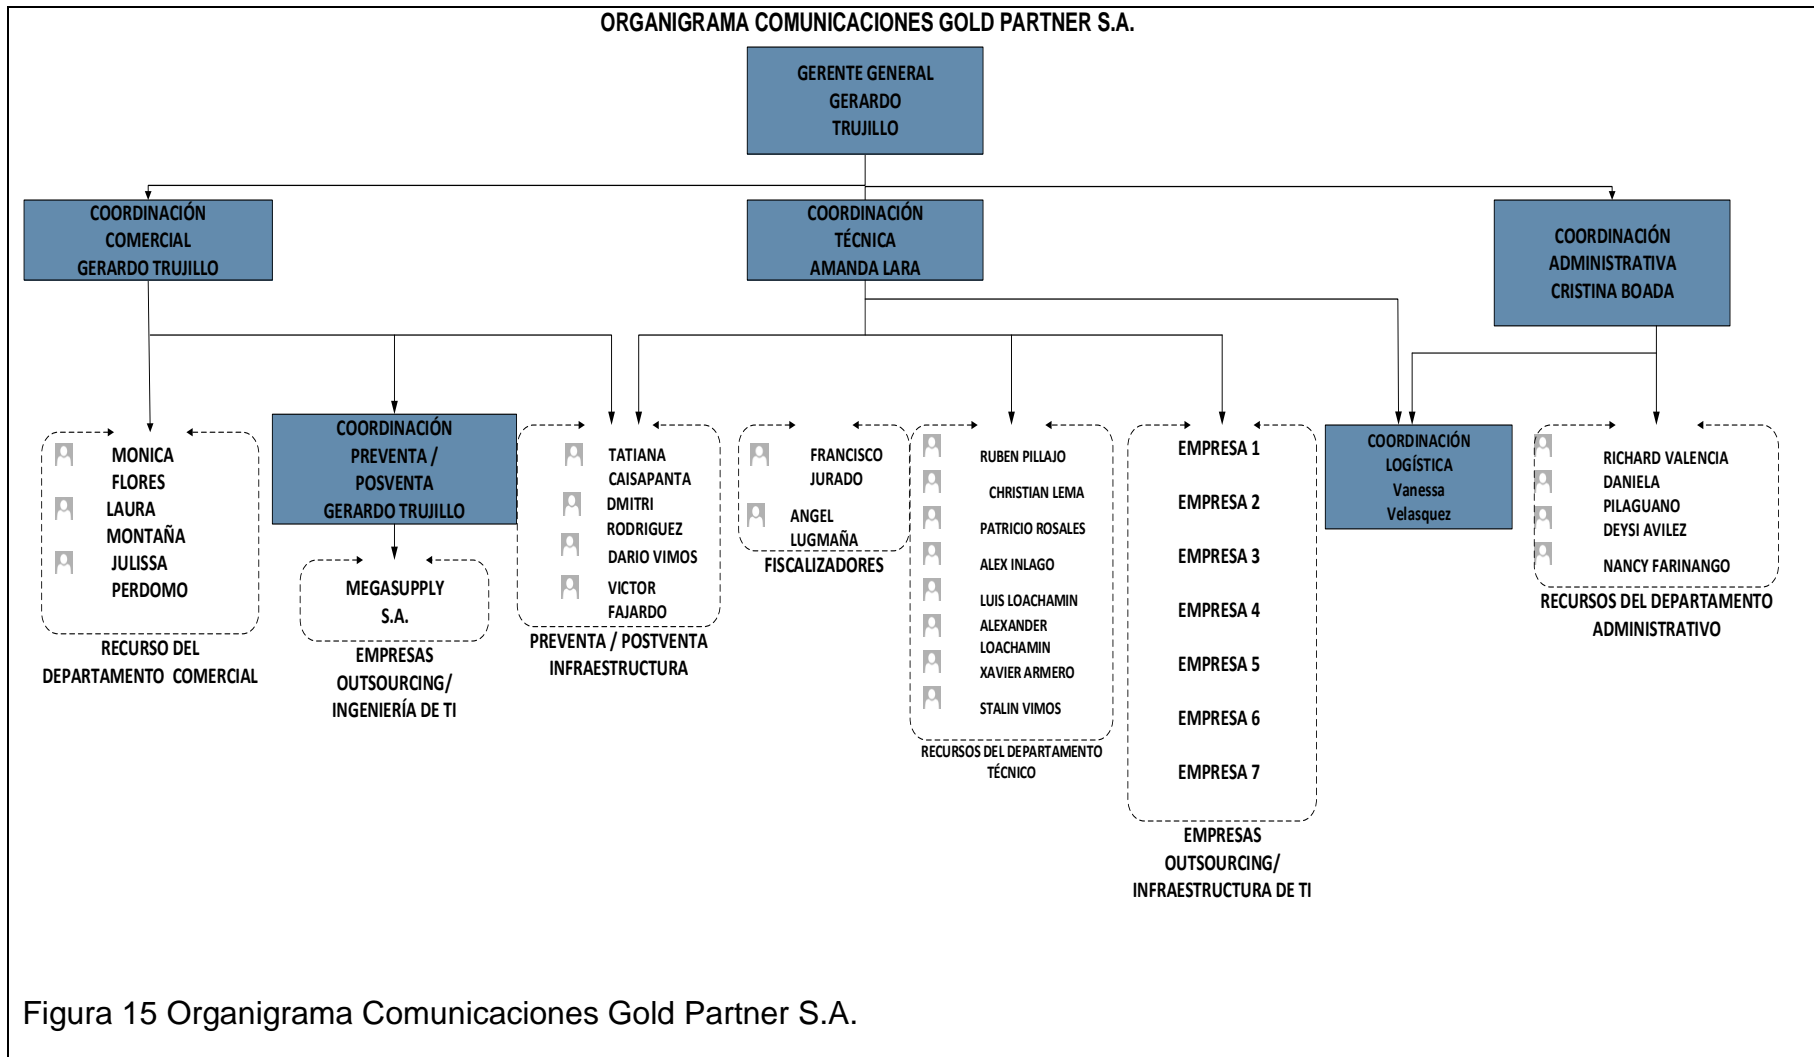 ORGANIGRAMA COMUNICACIONES GOLD PARTNER S.A.
GERENTE GENERAL
GERARDO
TRUJILLO
COORDINACIÓN
COMERCIAL
GERARDO TRUJILLO
COORDINACIÓN
TÉCNICA
AMANDA LARA
COORDINACIÓN
ADMINISTRATIVA
CRISTINA BOADA
MONICA
FLORES
LAURA
MONTAÑA
JULISSA
PERDOMO
RECURSO DEL
DEPARTAMENTO COMERCIAL
COORDINACIÓN
PREVENTA /
POSVENTA
GERARDO TRUJILLO
MEGASUPPLY
S.A.
EMPRESAS
OUTSOURCING/
INGENIERÍA DE TI
TATIANA
CAISAPANTA
DMITRI
RODRIGUEZ
DARIO VIMOS
VICTOR
FAJARDO
PREVENTA / POSTVENTA
INFRAESTRUCTURA
FRANCISCO
JURADO
ANGEL
LUGMAÑA
FISCALIZADORES
RUBEN PILLAJO
CHRISTIAN LEMA
PATRICIO ROSALES
ALEX INLAGO
LUIS LOACHAMIN
ALEXANDER
LOACHAMIN
XAVIER ARMERO
STALIN VIMOS
RECURSOS DEL DEPARTAMENTO
TÉCNICO
EMPRESA 1
EMPRESA 2
EMPRESA 3
EMPRESA 4
EMPRESA 5
EMPRESA 6
EMPRESA 7
EMPRESAS
OUTSOURCING/
INFRAESTRUCTURA DE TI
COORDINACIÓN
LOGÍSTICA
Vanessa
Velasquez
RICHARD VALENCIA
DANIELA
PILAGUANO
DEYSI AVILEZ
NANCY FARINANGO
RECURSOS DEL DEPARTAMENTO
ADMINISTRATIVO
Figura 15 Organigrama Comunicaciones Gold Partner S.A.